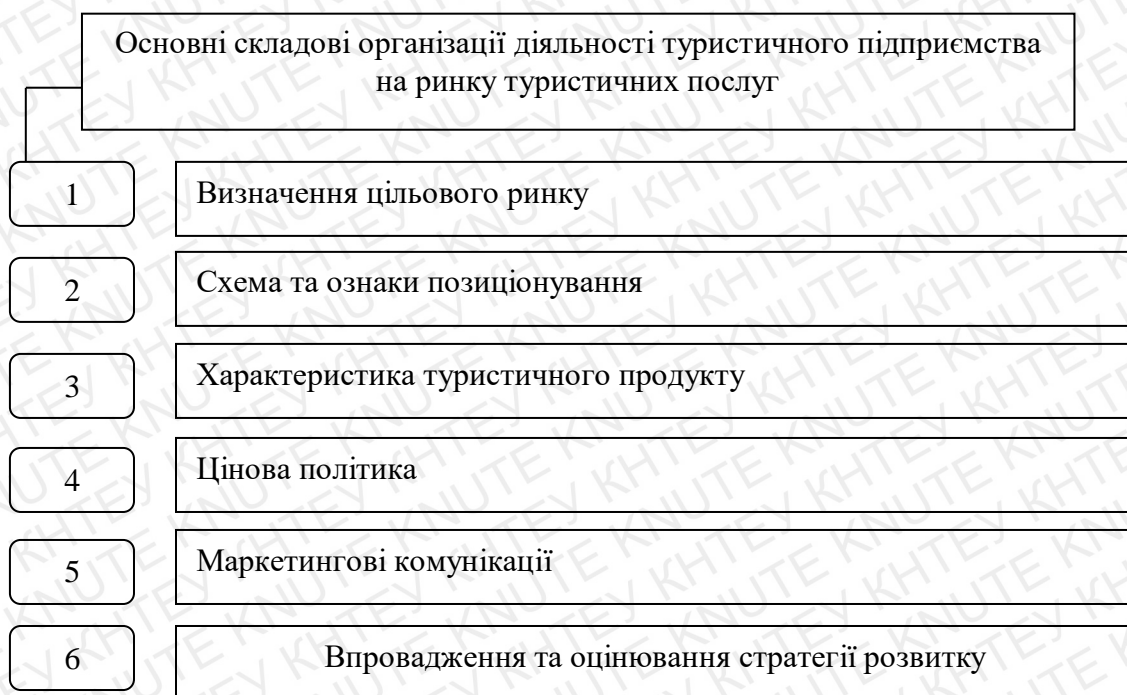 Основні складові організації діяльності туристичного підприємства
на ринку туристичних послуг
1
Визначення цільового ринку
2
Схема та ознаки позиціонування
3
Характеристика туристичного продукту
4
Цінова політика
5
Маркетингові комунікації
6
Впровадження та оцінювання стратегії розвитку